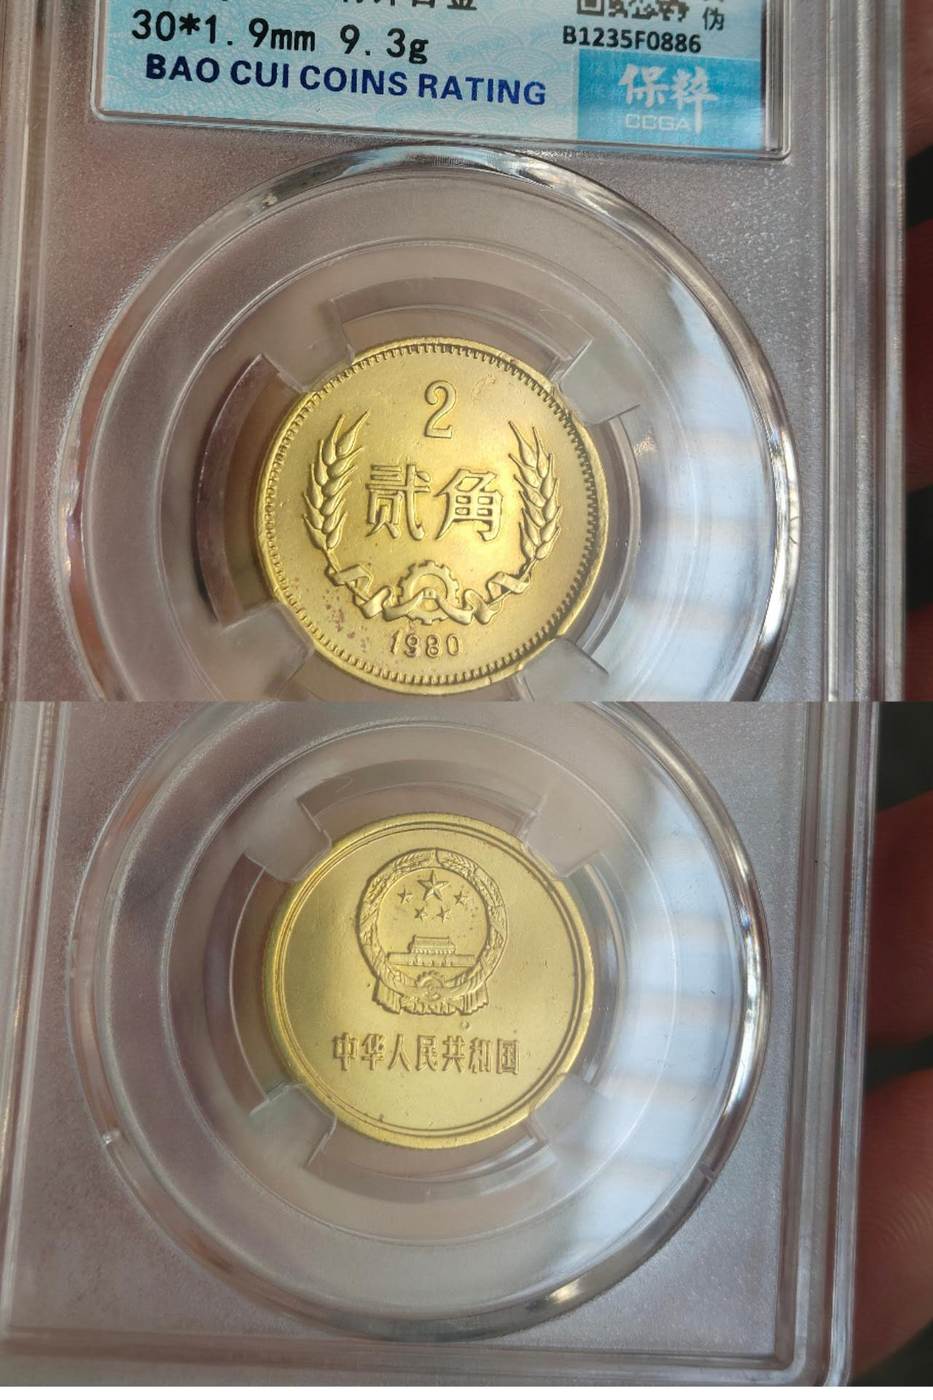 30*1.9mm 9.3g
伪
B1235F0886
BAO CUI COINS RATING
保粹
CCGA
2
贰角
1980
中华人民共和国